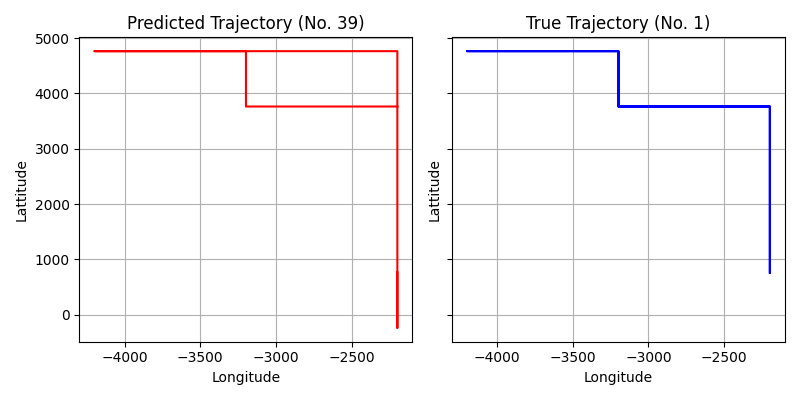 Predicted Trajectory (No. 39)
True Trajectory (No. 1)
5000
4000
3000
2000
1000
0
Lattitude
Lattitude
−4000
−3500
−3000
−2500
−4000
−3500
−3000
−2500
Longitude
Longitude